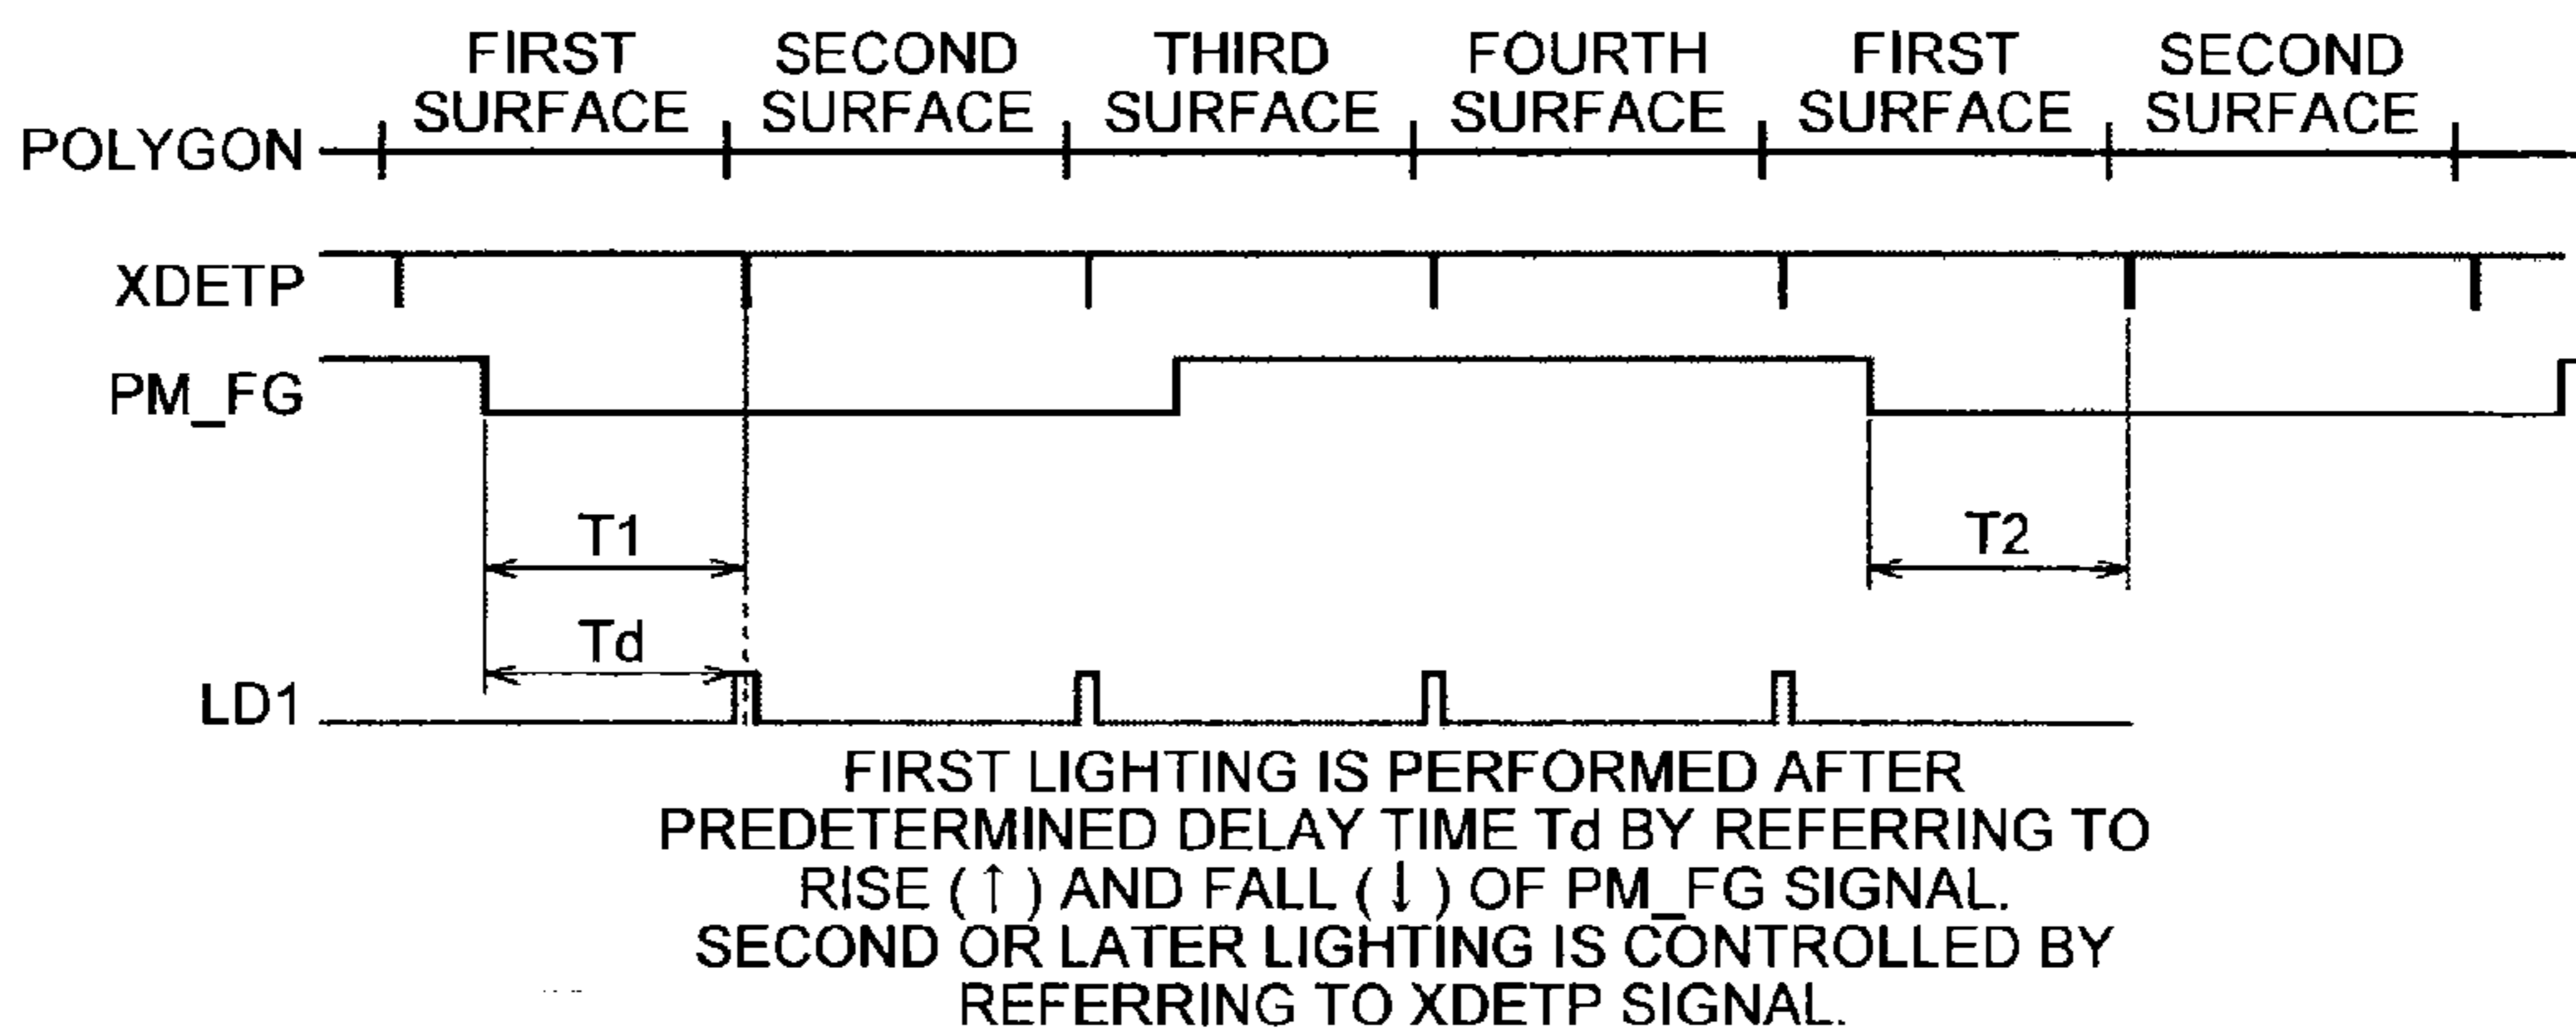 FIRST SURFACE
SECOND SURFACE
THIRD SURFACE
FOURTH SURFACE
FIRST SURFACE
SECOND SURFACE
POLYGON
XDETP
PM_FG
T1
T2
Td
LD1
FIRST LIGHTING IS PERFORMED AFTER
PREDETERMINED DELAY TIME Td BY REFERRING TO
RISE (↑) AND FALL (↓) OF PM_FG SIGNAL.
SECOND OR LATER LIGHTING IS CONTROLLED BY
REFERRING TO XDETP SIGNAL.